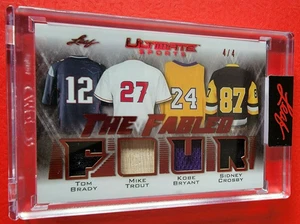 Leaf
ULTIMATE
SPORTS
4/4
12 27 24 87
THE FABLED
FOUR
TOM BRADY
MIKE TROUT
KOBE BRYANT
SIDNEY CROSBY
Leaf